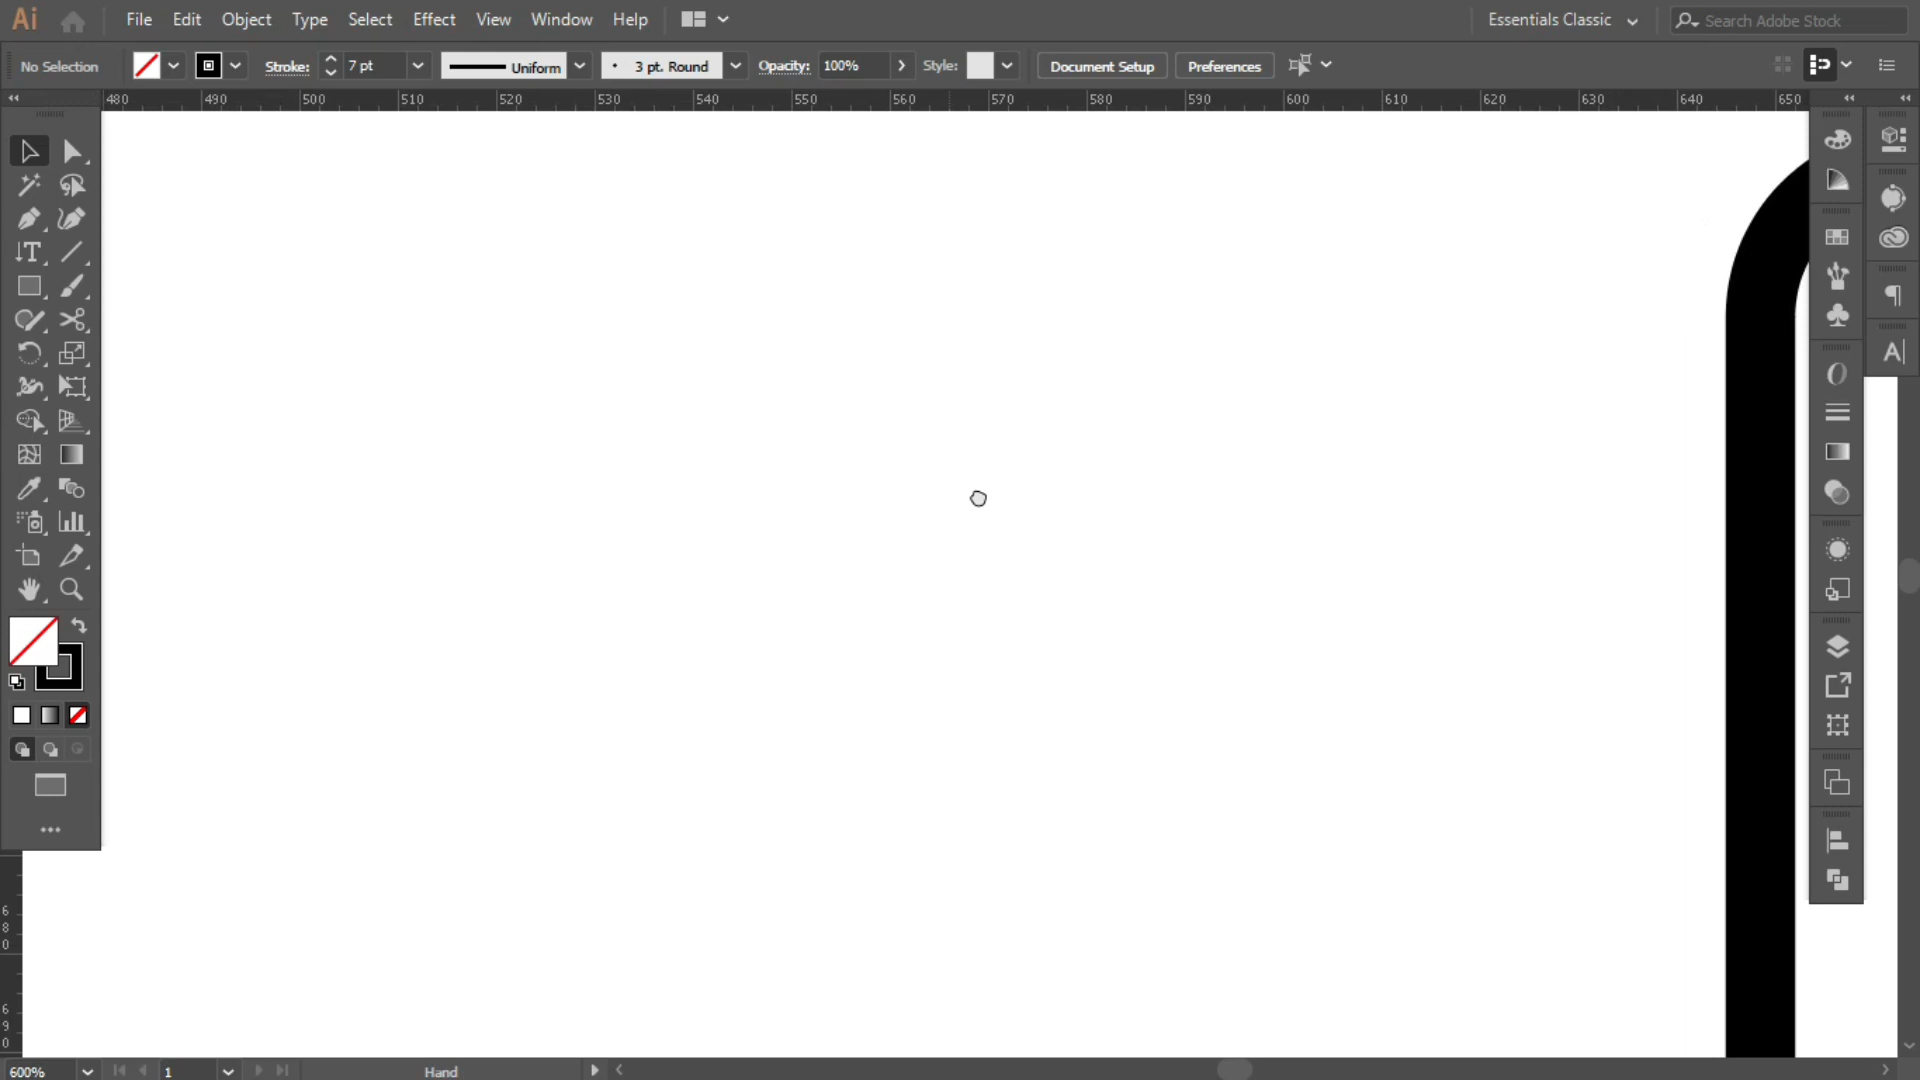 Ai File Edit Object Type Select Effect View Window Help Essentials Classic Search Adobe Stock
No Selection Stroke: 7 pt Uniform 3 pt. Round Opacity: 100% Style: Document Setup Preferences
480 490 500 510 520 530 540 550 560 570 580 590 600 610 620 630 640 650
680
690
600% 1 Hand